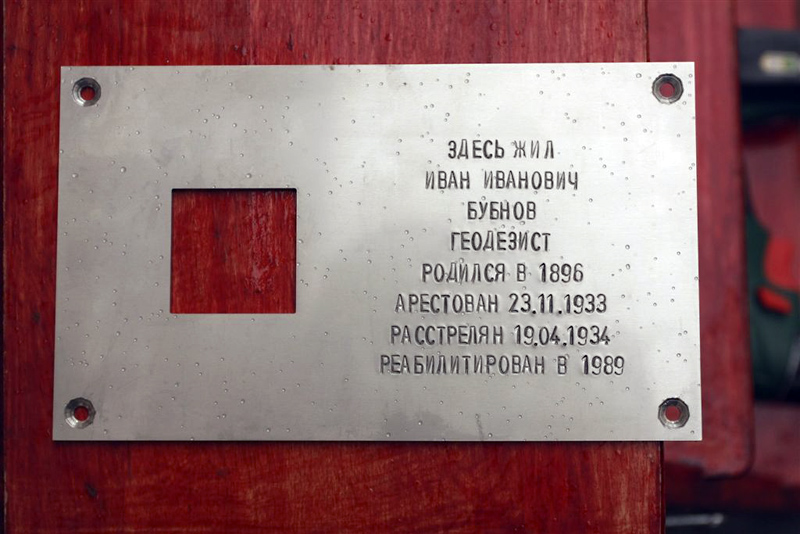 ЗДЕСЬ ЖИЛ
ИВАН ИВАНОВИЧ
БУБНОВ
ГЕОДЕЗИСТ
РОДИЛСЯ В 1896
АРЕСТОВАН 23.11.1933
РАССТРЕЛЯН 19.04.1934
РЕАБИЛИТИРОВАН В 1989